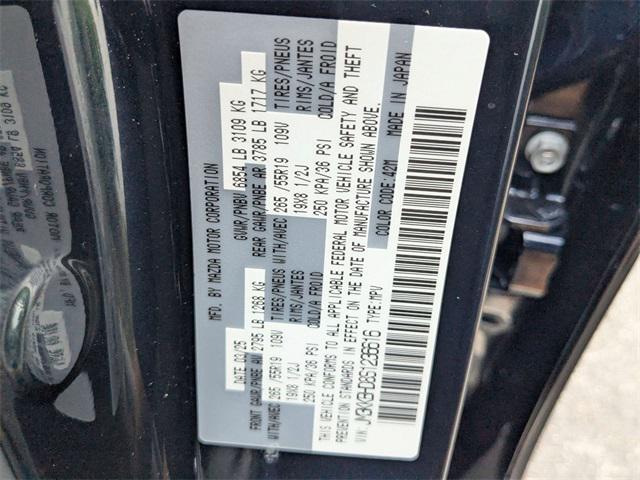 MFD. BY MAZDA MOTOR CORPORATION
DATE 03/25 GVWR/PNBV 6854 LB 3109 KG
FRONT GAWR/PNBE AV 2795 LB 1268 KG REAR GAWR/PNBE AR 3785 LB 1717 KG
WITH/AVEC 265 /55R19 109V TIRES/PNEUS WITH/AVEC 265 /55R19 109V TIRES/PNEUS
19X8 1/2J RIMS/JANTES 19X8 1/2J RIMS/JANTES
250 KPA/36 PSI COLD/A FROID 250 KPA/36 PSI COLD/A FROID
THIS VEHICLE CONFORMS TO ALL APPLICABLE FEDERAL MOTOR VEHICLE SAFETY AND THEFT
PREVENTION STANDARDS IN EFFECT ON THE DATE OF MANUFACTURE SHOWN ABOVE.
VIN: TYPE:MPV COLOR CODE:42M MADE IN JAPAN